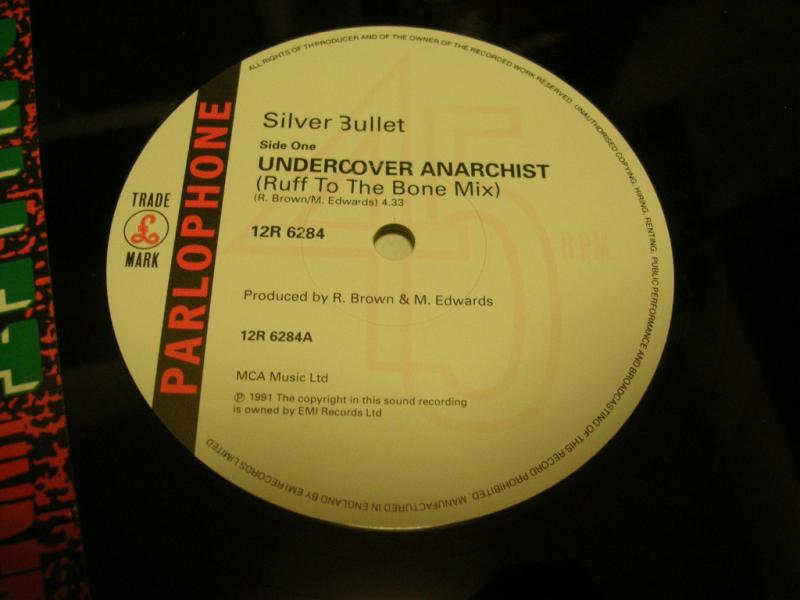 ALL RIGHTS OF TH PRODUCER AND OF THE OWNER OF THE RECORDED WORK RESERVED. UNAUTHORISED COPYING, HIRING, RENTING, PUBLIC PERFORMANCE AND BROADCASTING OF THIS RECORD PROHIBITED. MANUFACTURED IN ENGLAND BY EMI RECORDS LIMITED
PARLOPHONE
TRADE
£
MARK
Silver Bullet
Side One
UNDERCOVER ANARCHIST
(Ruff To The Bone Mix)
(R. Brown/M. Edwards) 4.33
12R 6284
45
R.P.M.
Produced by R. Brown & M. Edwards
12R 6284A
MCA Music Ltd
℗ 1991 The copyright in this sound recording
is owned by EMI Records Ltd